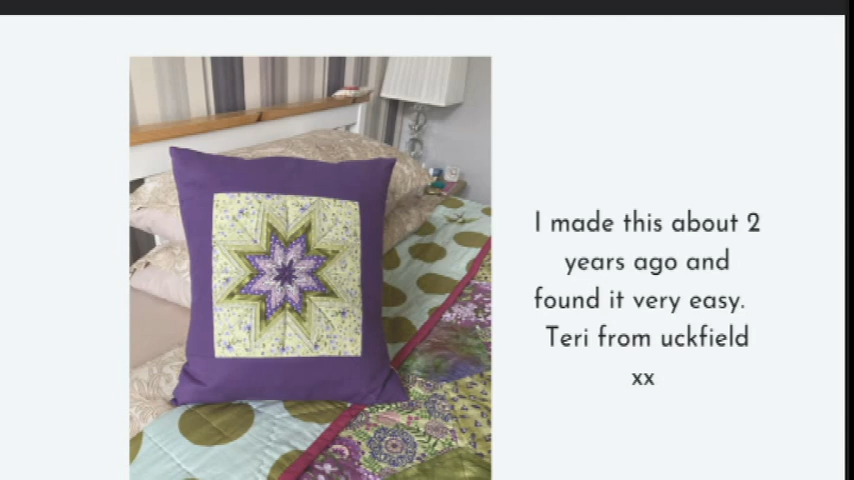 I made this about 2
years ago and
found it very easy.
Teri from uckfield
xx